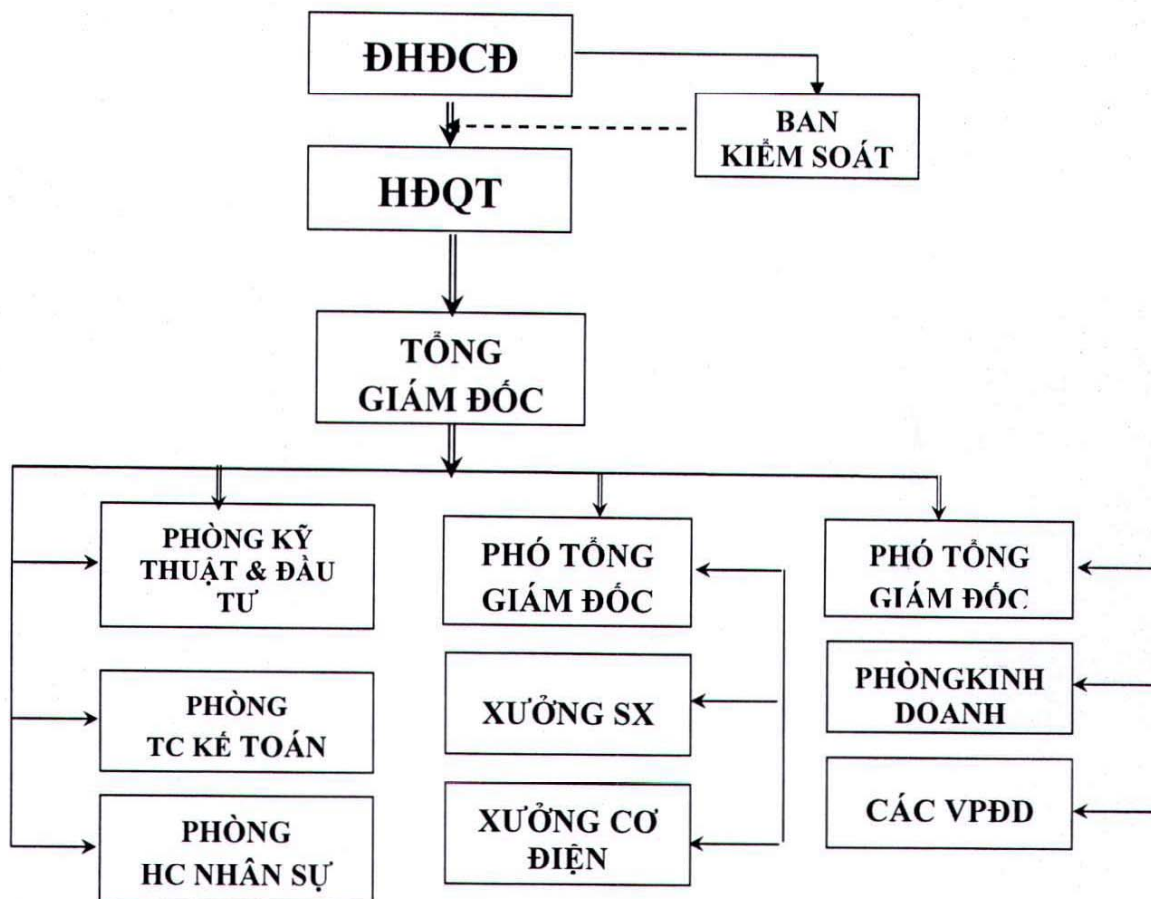 ĐHĐCĐ
BAN
KIỂM SOÁT
HĐQT
TỔNG
GIÁM ĐỐC
PHÒNG KỸ
THUẬT & ĐẦU
TƯ
PHÓ TỔNG
GIÁM ĐỐC
PHÓ TỔNG
GIÁM ĐỐC
PHÒNG
TC KẾ TOÁN
XƯỞNG SX
PHÒNGKINH
DOANH
PHÒNG
HC NHÂN SỰ
XƯỞNG CƠ
ĐIỆN
CÁC VPĐD